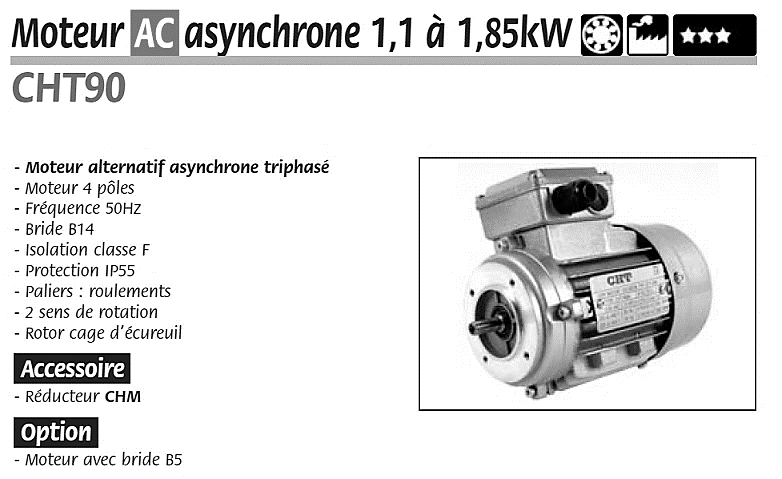 Moteur AC asynchrone 1,1 à 1,85kW
CHT90
- Moteur alternatif asynchrone triphasé
- Moteur 4 pôles
- Fréquence 50Hz
- Bride B14
- Isolation classe F
- Protection IP55
- Paliers : roulements
- 2 sens de rotation
- Rotor cage d'écureuil
CHT
Accessoire
- Réducteur CHM
Option
- Moteur avec bride B5